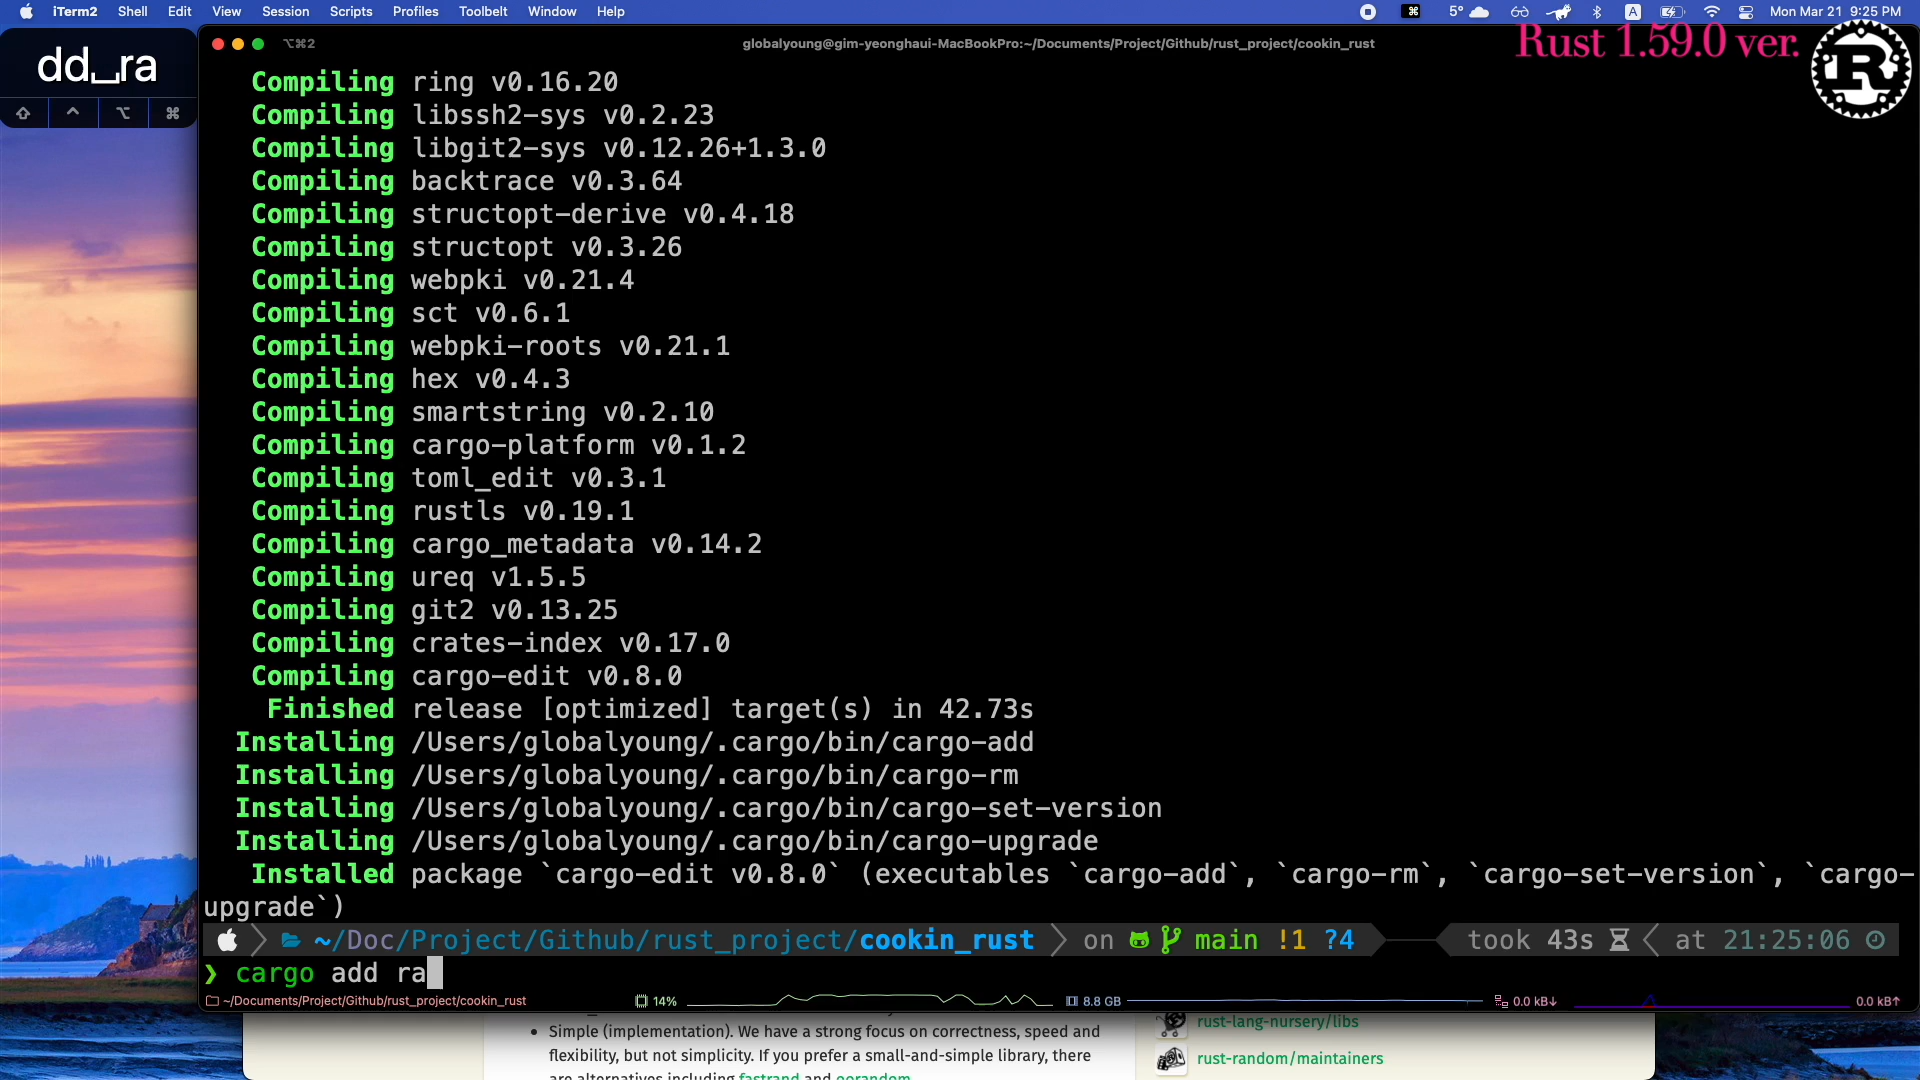 iTerm2 Shell Edit View Session Scripts Profiles Toolbelt Window Help 5° A Mon Mar 21 9:25 PM
dd␣ra
⇧ ^ ⌥ ⌘
⌥⌘2 globalyoung@gim-yeonghaui-MacBookPro:~/Documents/Project/Github/rust_project/cookin_rust
Rust 1.59.0 ver.
R
Compiling ring v0.16.20
Compiling libssh2-sys v0.2.23
Compiling libgit2-sys v0.12.26+1.3.0
Compiling backtrace v0.3.64
Compiling structopt-derive v0.4.18
Compiling structopt v0.3.26
Compiling webpki v0.21.4
Compiling sct v0.6.1
Compiling webpki-roots v0.21.1
Compiling hex v0.4.3
Compiling smartstring v0.2.10
Compiling cargo-platform v0.1.2
Compiling toml_edit v0.3.1
Compiling rustls v0.19.1
Compiling cargo_metadata v0.14.2
Compiling ureq v1.5.5
Compiling git2 v0.13.25
Compiling crates-index v0.17.0
Compiling cargo-edit v0.8.0
Finished release [optimized] target(s) in 42.73s
Installing /Users/globalyoung/.cargo/bin/cargo-add
Installing /Users/globalyoung/.cargo/bin/cargo-rm
Installing /Users/globalyoung/.cargo/bin/cargo-set-version
Installing /Users/globalyoung/.cargo/bin/cargo-upgrade
Installed package `cargo-edit v0.8.0` (executables `cargo-add`, `cargo-rm`, `cargo-set-version`, `cargo-
upgrade`)
~/Doc/Project/Github/rust_project/cookin_rust on main !1 ?4 took 43s at 21:25:06
❯ cargo add ra
~/Documents/Project/Github/rust_project/cookin_rust 14% 8.8 GB 0.0 kB↓ 0.0 kB↑
• Simple (implementation). We have a strong focus on correctness, speed and
flexibility, but not simplicity. If you prefer a small-and-simple library, there
are alternatives including fastrand and oorandom.
rust-lang-nursery/libs
rust-random/maintainers